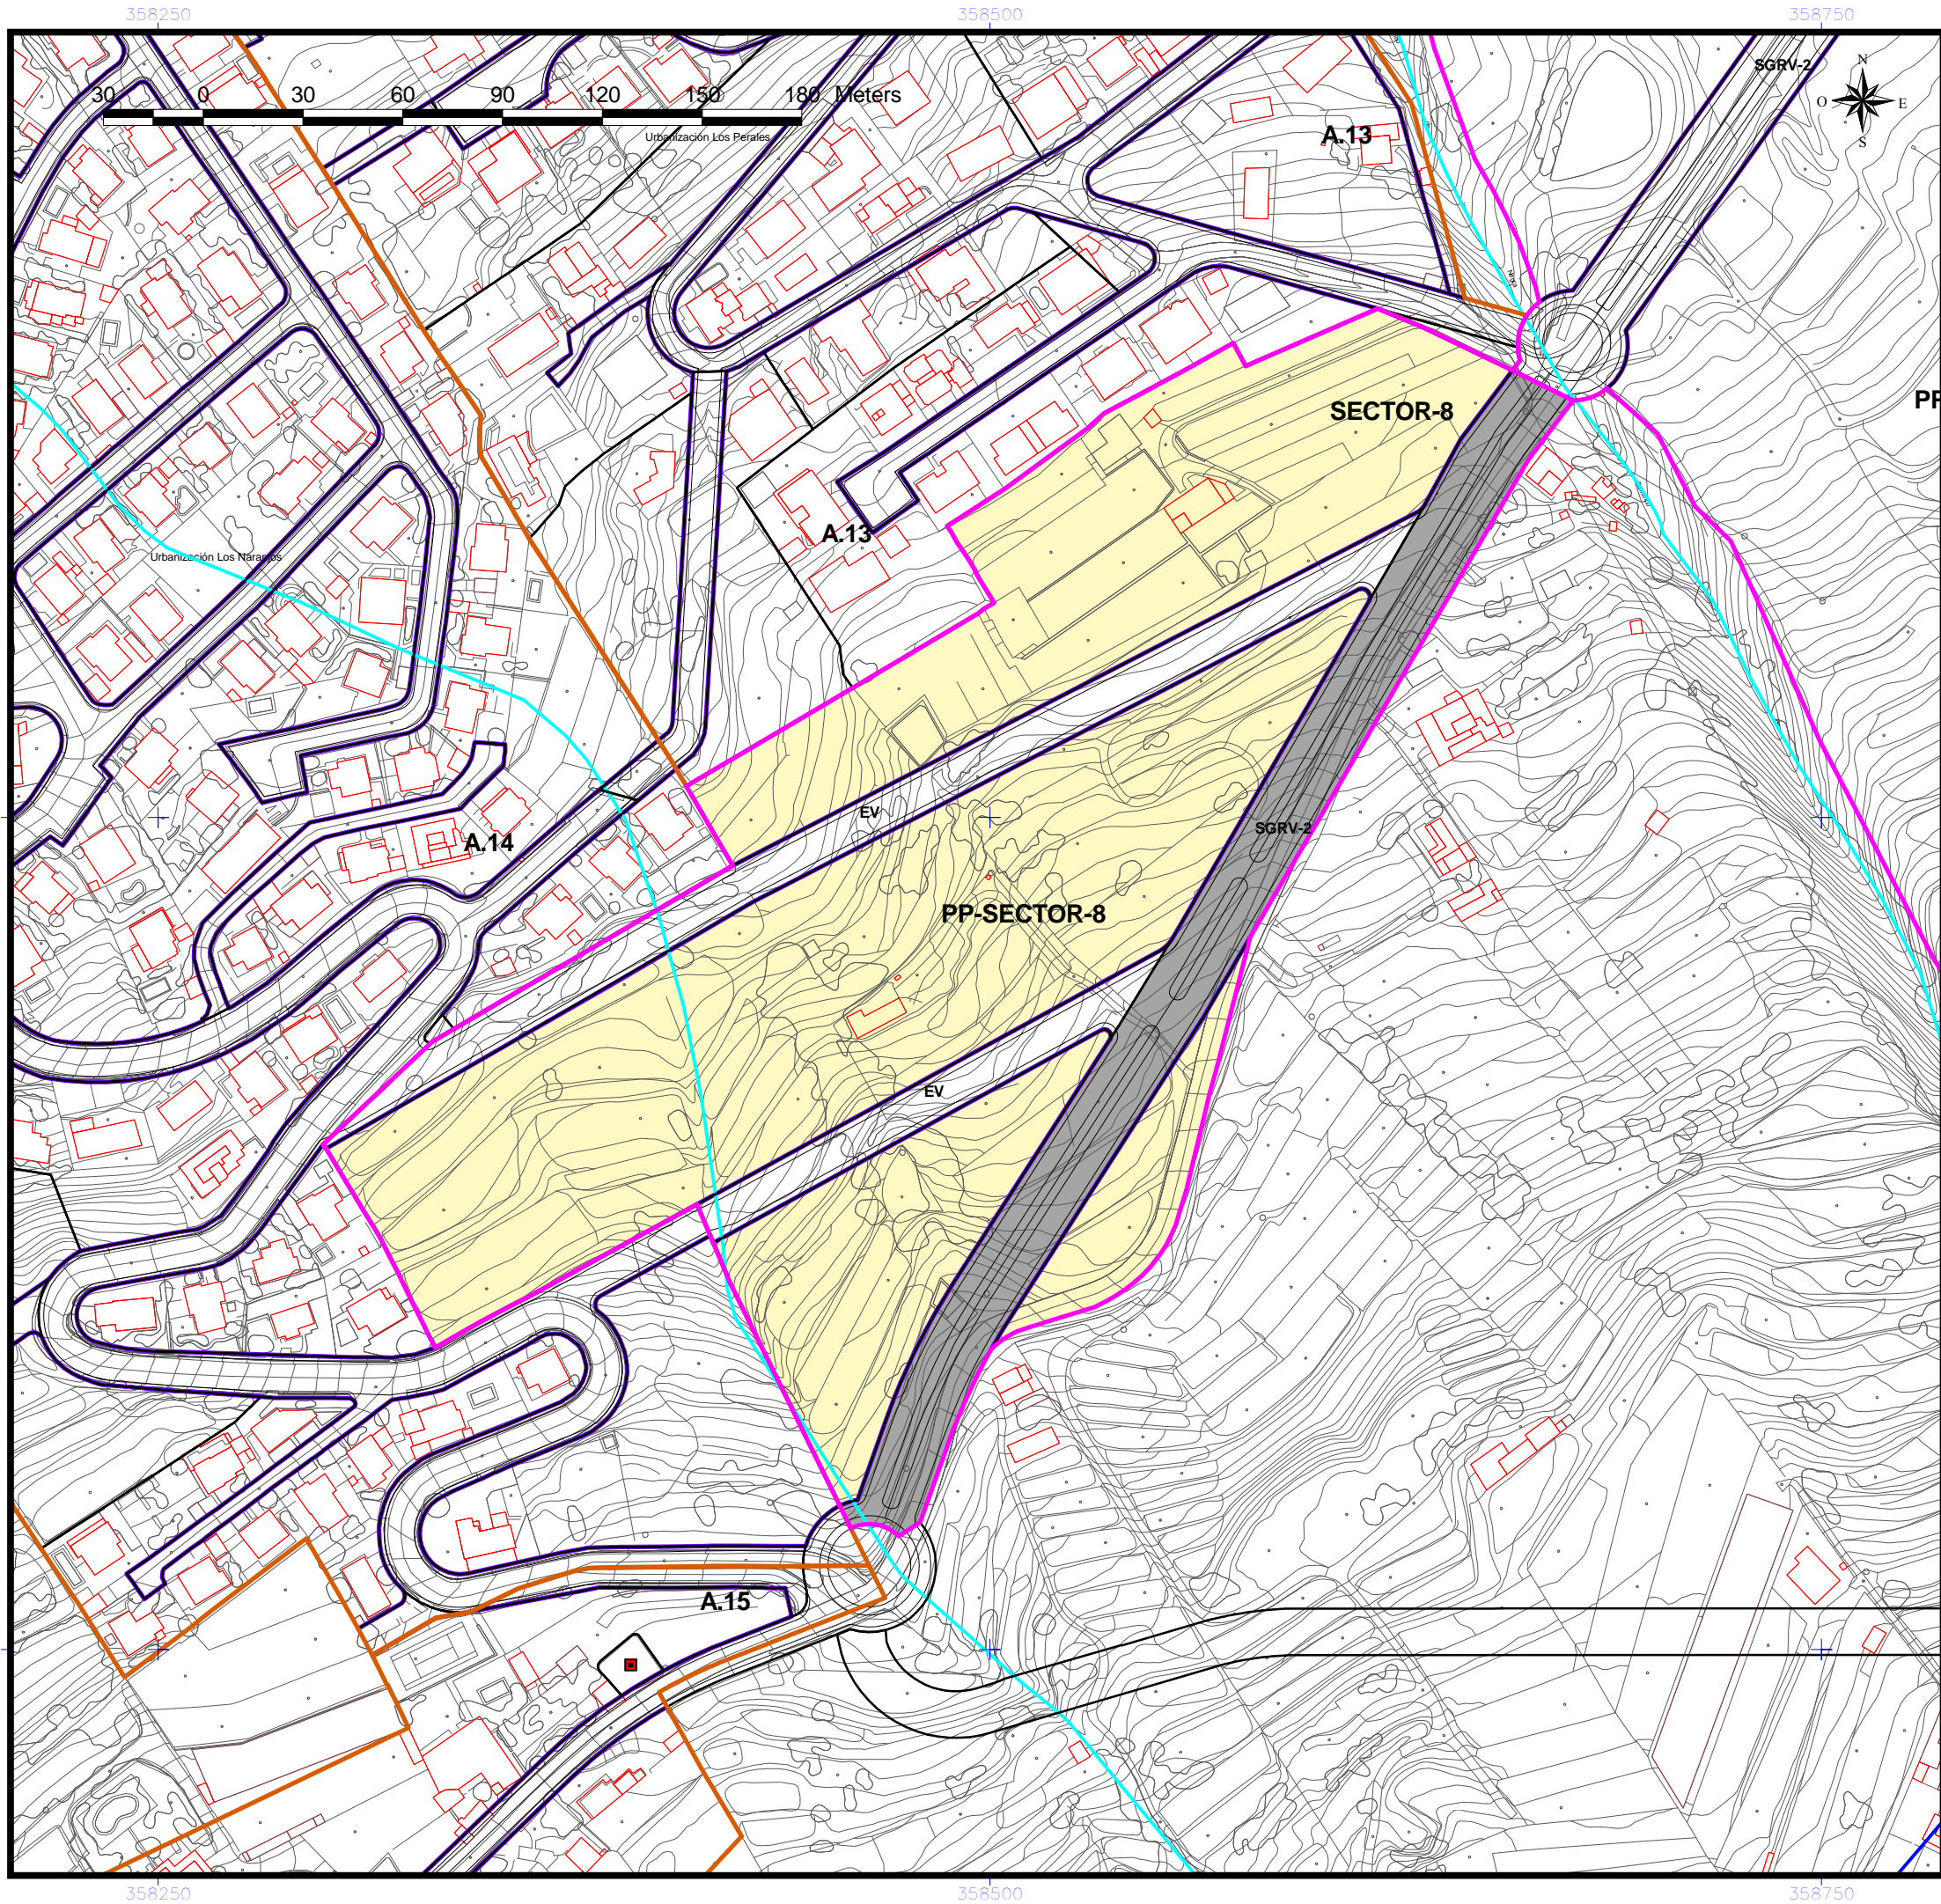 358250 358500 358750
SGRV-2
N
O E
S
30 0 30 60 90 120 150 180 Meters
Urbanización Los Perales
A.13
SECTOR-8
PP
A.13
Urbanización Los Naranjos
EV
SGRV-2
A.14
PP-SECTOR-8
EV
A.15
358250 358500 358750